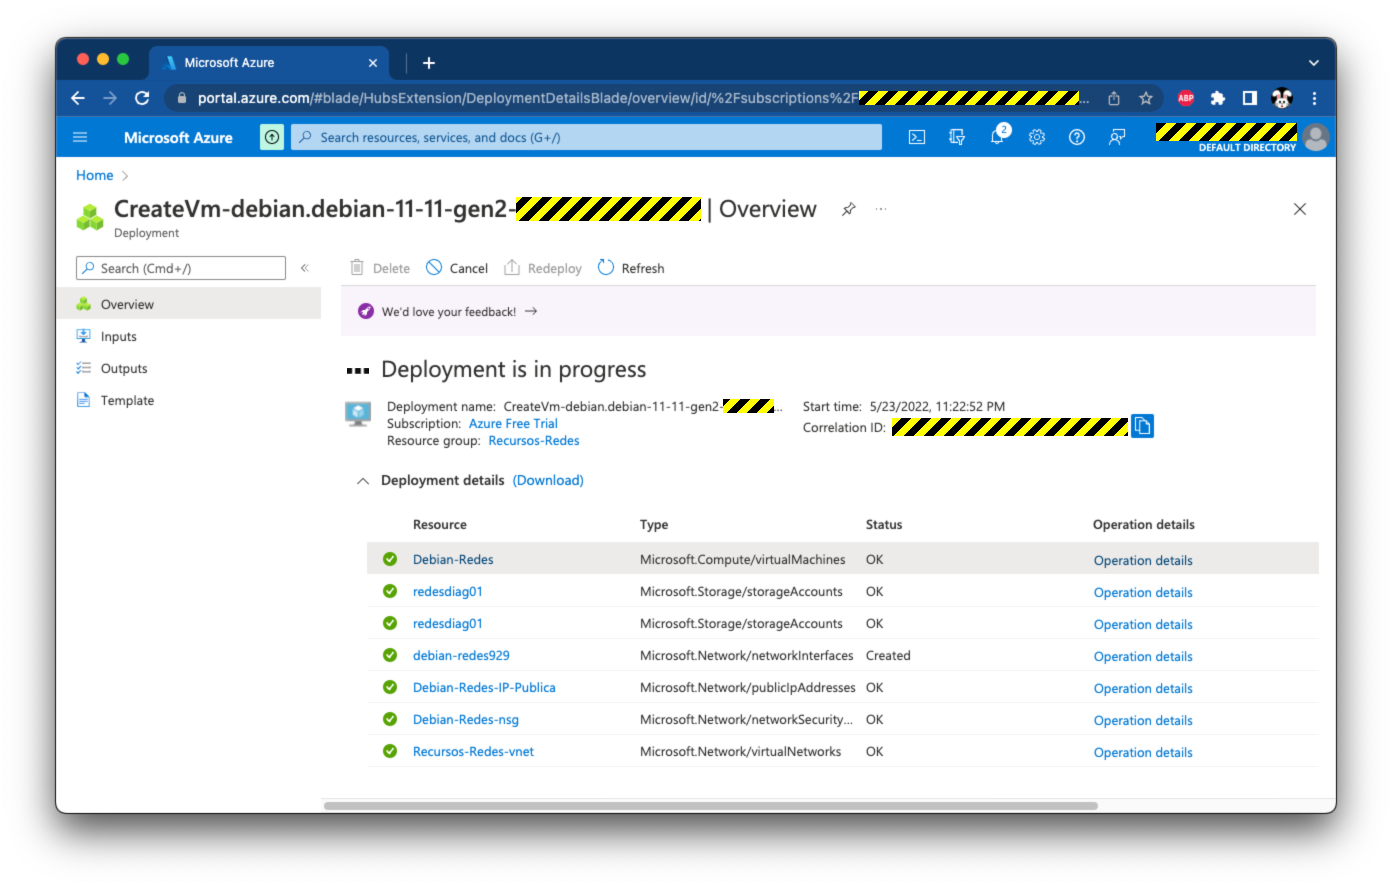 Microsoft Azure
portal.azure.com/#blade/HubsExtension/DeploymentDetailsBlade/overview/id/%2Fsubscriptions%2F...
ABP
Microsoft Azure
Search resources, services, and docs (G+/)
2
DEFAULT DIRECTORY
Home >
CreateVm-debian.debian-11-11-gen2- | Overview
Deployment
Search (Cmd+/)
Delete
Cancel
Redeploy
Refresh
Overview
Inputs
Outputs
Template
We'd love your feedback! →
Deployment is in progress
Deployment name: CreateVm-debian.debian-11-11-gen2-...
Subscription: Azure Free Trial
Resource group: Recursos-Redes
Start time: 5/23/2022, 11:22:52 PM
Correlation ID:
Deployment details (Download)
Resource Type Status Operation details
Debian-Redes Microsoft.Compute/virtualMachines OK Operation details
redesdiag01 Microsoft.Storage/storageAccounts OK Operation details
redesdiag01 Microsoft.Storage/storageAccounts OK Operation details
debian-redes929 Microsoft.Network/networkInterfaces Created Operation details
Debian-Redes-IP-Publica Microsoft.Network/publicIpAddresses OK Operation details
Debian-Redes-nsg Microsoft.Network/networkSecurity... OK Operation details
Recursos-Redes-vnet Microsoft.Network/virtualNetworks OK Operation details